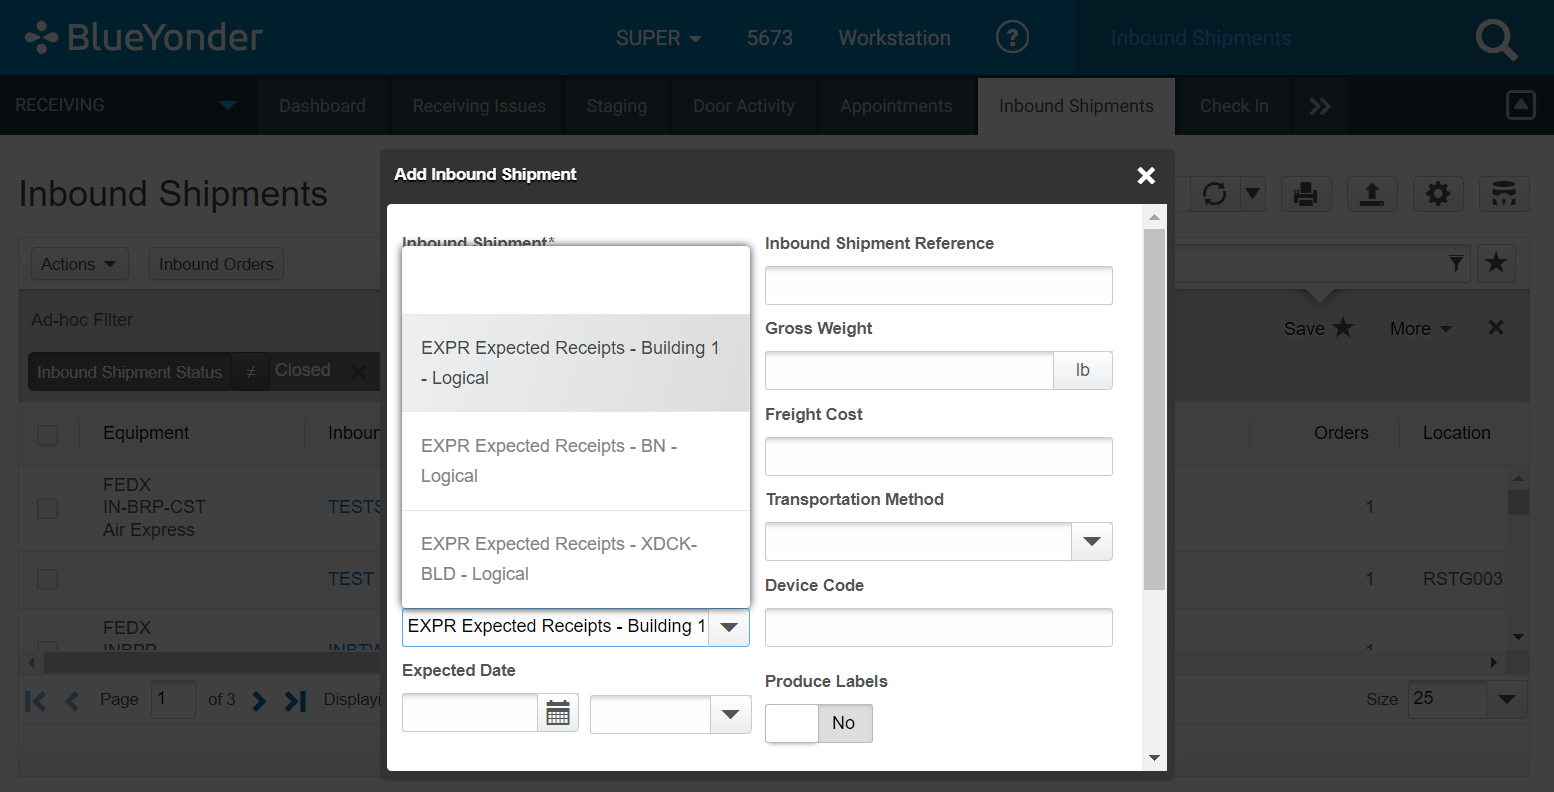 BlueYonder
SUPER
5673
Workstation
?
Inbound Shipments
RECEIVING
Dashboard
Receiving Issues
Staging
Door Activity
Appointments
Inbound Shipments
Check In
Inbound Shipments
Actions
Inbound Orders
Ad-hoc Filter
Save
More
Inbound Shipment Status
≠
Closed
Equipment
Inboun
Orders
Location
FEDX
IN-BRP-CST
Air Express
TESTS
1
TEST
1
RSTG003
FEDX
INBRP
INBTW
Page
1
of 3
Displayi
Size
25
Add Inbound Shipment
Inbound Shipment*
EXPR Expected Receipts - Building 1
- Logical
EXPR Expected Receipts - BN -
Logical
EXPR Expected Receipts - XDCK-
BLD - Logical
EXPR Expected Receipts - Building 1
Expected Date
Inbound Shipment Reference
Gross Weight
lb
Freight Cost
Transportation Method
Device Code
Produce Labels
No